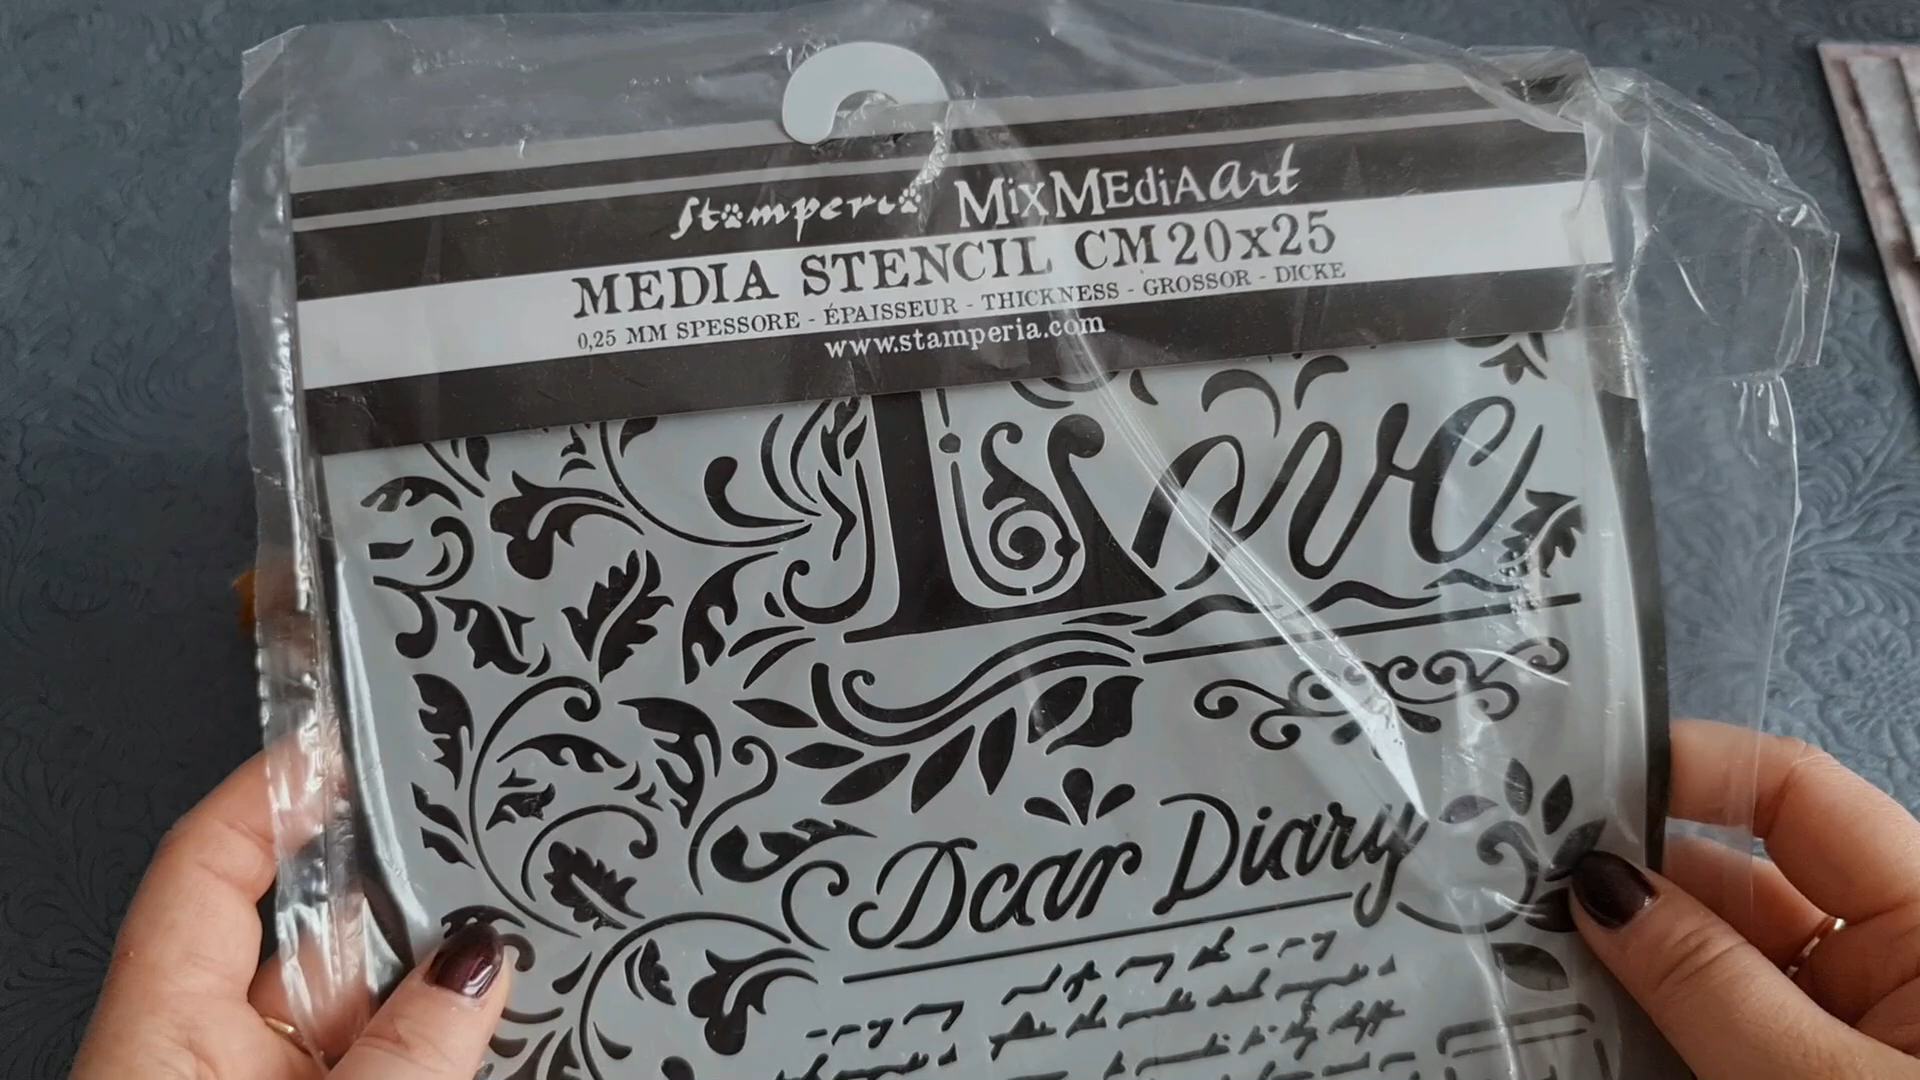 Stamperia MixMEdiAart
MEDIA STENCIL CM 20x25
0,25 MM SPESSORE - ÉPAISSEUR - THICKNESS - GROSSOR - DICKE
www.stamperia.com
Love
Dear Diary